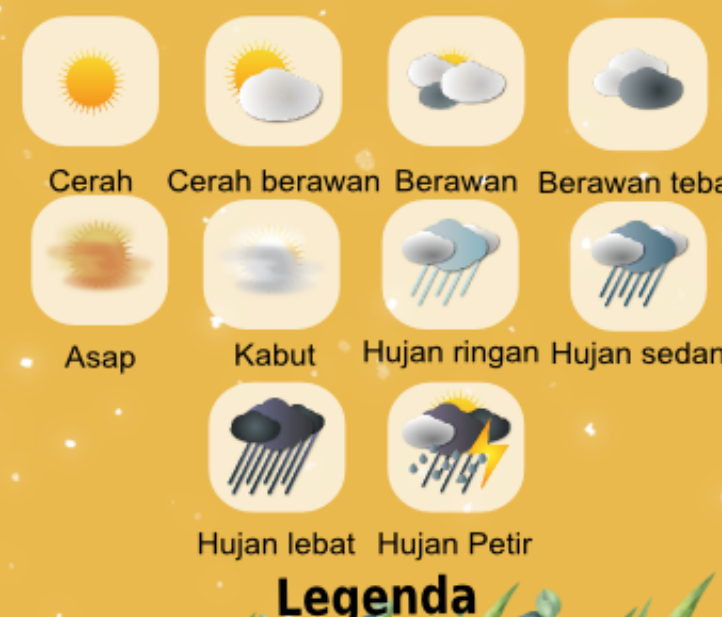 Cerah Cerah berawan Berawan Berawan teba
Asap Kabut Hujan ringan Hujan sedan
Hujan lebat Hujan Petir
Legenda